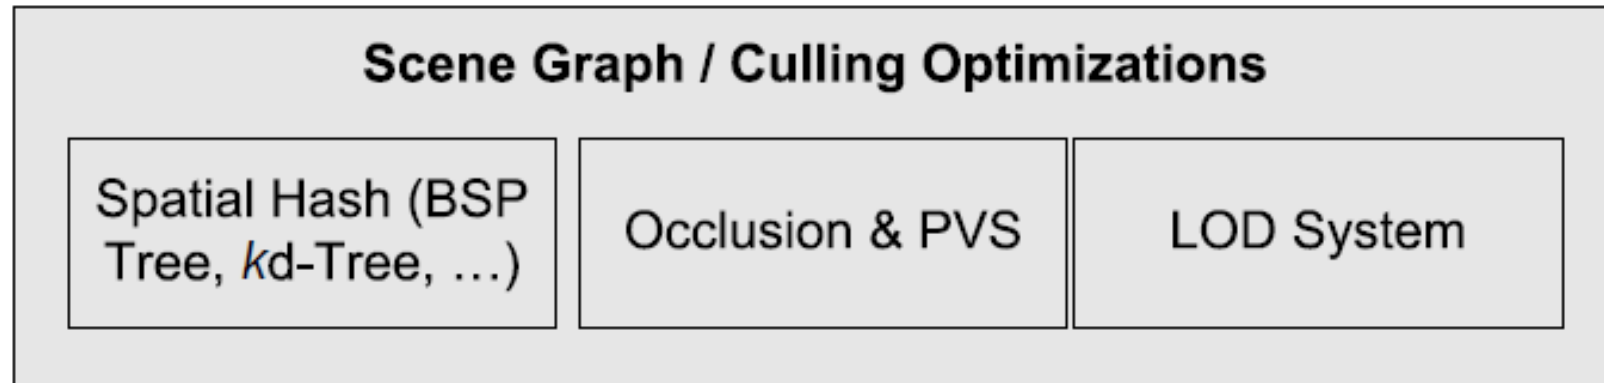 Scene Graph / Culling Optimizations
Spatial Hash (BSP
Tree, kd-Tree, …)
Occlusion & PVS
LOD System